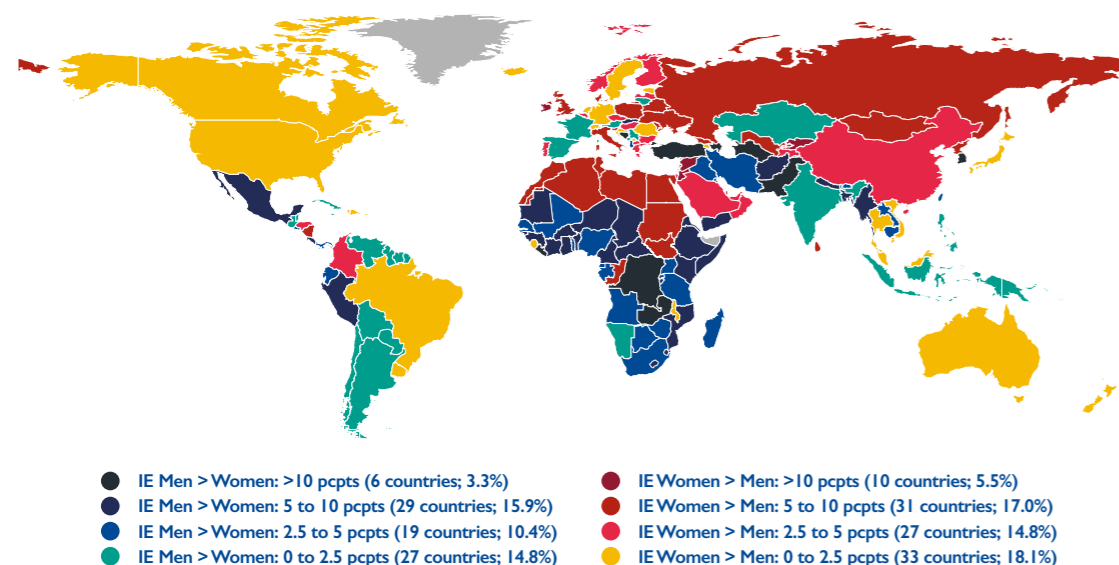 IE Men > Women: >10 pcpts (6 countries; 3.3%)
IE Men > Women: 5 to 10 pcpts (29 countries; 15.9%)
IE Men > Women: 2.5 to 5 pcpts (19 countries; 10.4%)
IE Men > Women: 0 to 2.5 pcpts (27 countries; 14.8%)
IE Women > Men: >10 pcpts (10 countries; 5.5%)
IE Women > Men: 5 to 10 pcpts (31 countries; 17.0%)
IE Women > Men: 2.5 to 5 pcpts (27 countries; 14.8%)
IE Women > Men: 0 to 2.5 pcpts (33 countries; 18.1%)